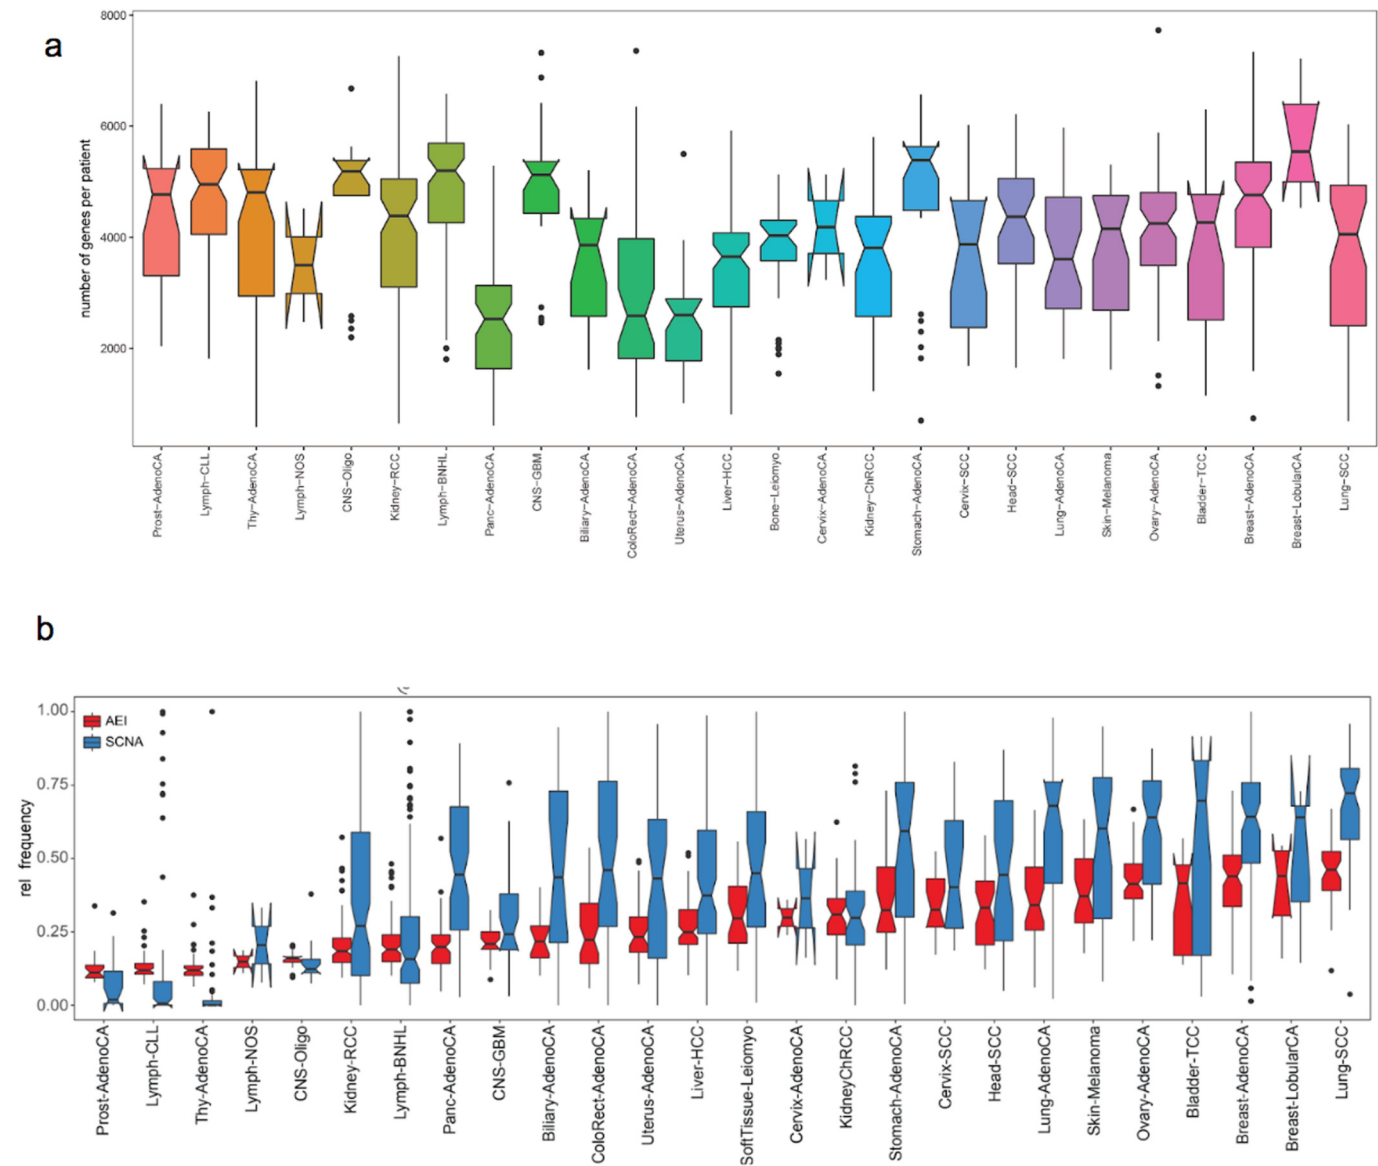 a
8000
6000
4000
2000
number of genes per patient
Prost−AdenoCA
Lymph−CLL
Thy−AdenoCA
Lymph−NOS
CNS−Oligo
Kidney−RCC
Lymph−BNHL
Panc−AdenoCA
CNS−GBM
Biliary−AdenoCA
ColoRect−AdenoCA
Uterus−AdenoCA
Liver−HCC
Bone−Leiomyo
Cervix−AdenoCA
Kidney−ChRCC
Stomach−AdenoCA
Cervix−SCC
Head−SCC
Lung−AdenoCA
Skin−Melanoma
Ovary−AdenoCA
Bladder−TCC
Breast−AdenoCA
Breast−LobularCA
Lung−SCC
b
1.00
0.75
0.50
0.25
0.00
rel frequency
AEI
SCNA
Prost-AdenoCA
Lymph-CLL
Thy-AdenoCA
Lymph-NOS
CNS-Oligo
Kidney-RCC
Lymph-BNHL
Panc-AdenoCA
CNS-GBM
Biliary-AdenoCA
ColoRect-AdenoCA
Uterus-AdenoCA
Liver-HCC
SoftTissue-Leiomyo
Cervix-AdenoCA
KidneyChRCC
Stomach-AdenoCA
Cervix-SCC
Head-SCC
Lung-AdenoCA
Skin-Melanoma
Ovary-AdenoCA
Bladder-TCC
Breast-AdenoCA
Breast-LobularCA
Lung-SCC